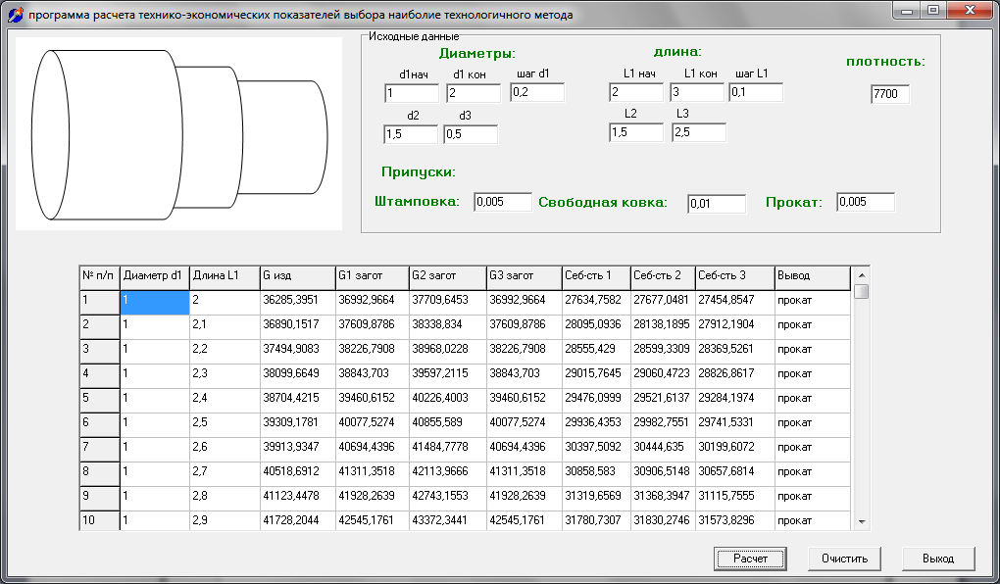 программа расчета технико-экономических показателей выбора наиболие технологичного метода
Исходные данные
Диаметры:
длина:
плотность:
d1нач d1 кон шаг d1
L1 нач L1 кон шаг L1
1 2 0,2
2 3 0,1
7700
d2 d3
L2 L3
1,5 0,5
1,5 2,5
Припуски:
Штамповка: 0,005 Свободная ковка: 0,01 Прокат: 0,005
№ п/п Диаметр d1 Длина L1 G изд G1 загот G2 загот G3 загот Себ-сть 1 Себ-сть 2 Себ-сть 3 Вывод
1 1 2 36285,3951 36992,9664 37709,6453 36992,9664 27634,7582 27677,0481 27454,8547 прокат
2 1 2,1 36890,1517 37609,8786 38338,834 37609,8786 28095,0936 28138,1895 27912,1904 прокат
3 1 2,2 37494,9083 38226,7908 38968,0228 38226,7908 28555,429 28599,3309 28369,5261 прокат
4 1 2,3 38099,6649 38843,703 39597,2115 38843,703 29015,7645 29060,4723 28826,8617 прокат
5 1 2,4 38704,4215 39460,6152 40226,4003 39460,6152 29476,0999 29521,6137 29284,1974 прокат
6 1 2,5 39309,1781 40077,5274 40855,589 40077,5274 29936,4353 29982,7551 29741,5331 прокат
7 1 2,6 39913,9347 40694,4396 41484,7778 40694,4396 30397,5092 30444,635 30199,6072 прокат
8 1 2,7 40518,6912 41311,3518 42113,9666 41311,3518 30858,583 30906,5148 30657,6814 прокат
9 1 2,8 41123,4478 41928,2639 42743,1553 41928,2639 31319,6569 31368,3947 31115,7555 прокат
10 1 2,9 41728,2044 42545,1761 43372,3441 42545,1761 31780,7307 31830,2746 31573,8296 прокат
Расчет Очистить Выход